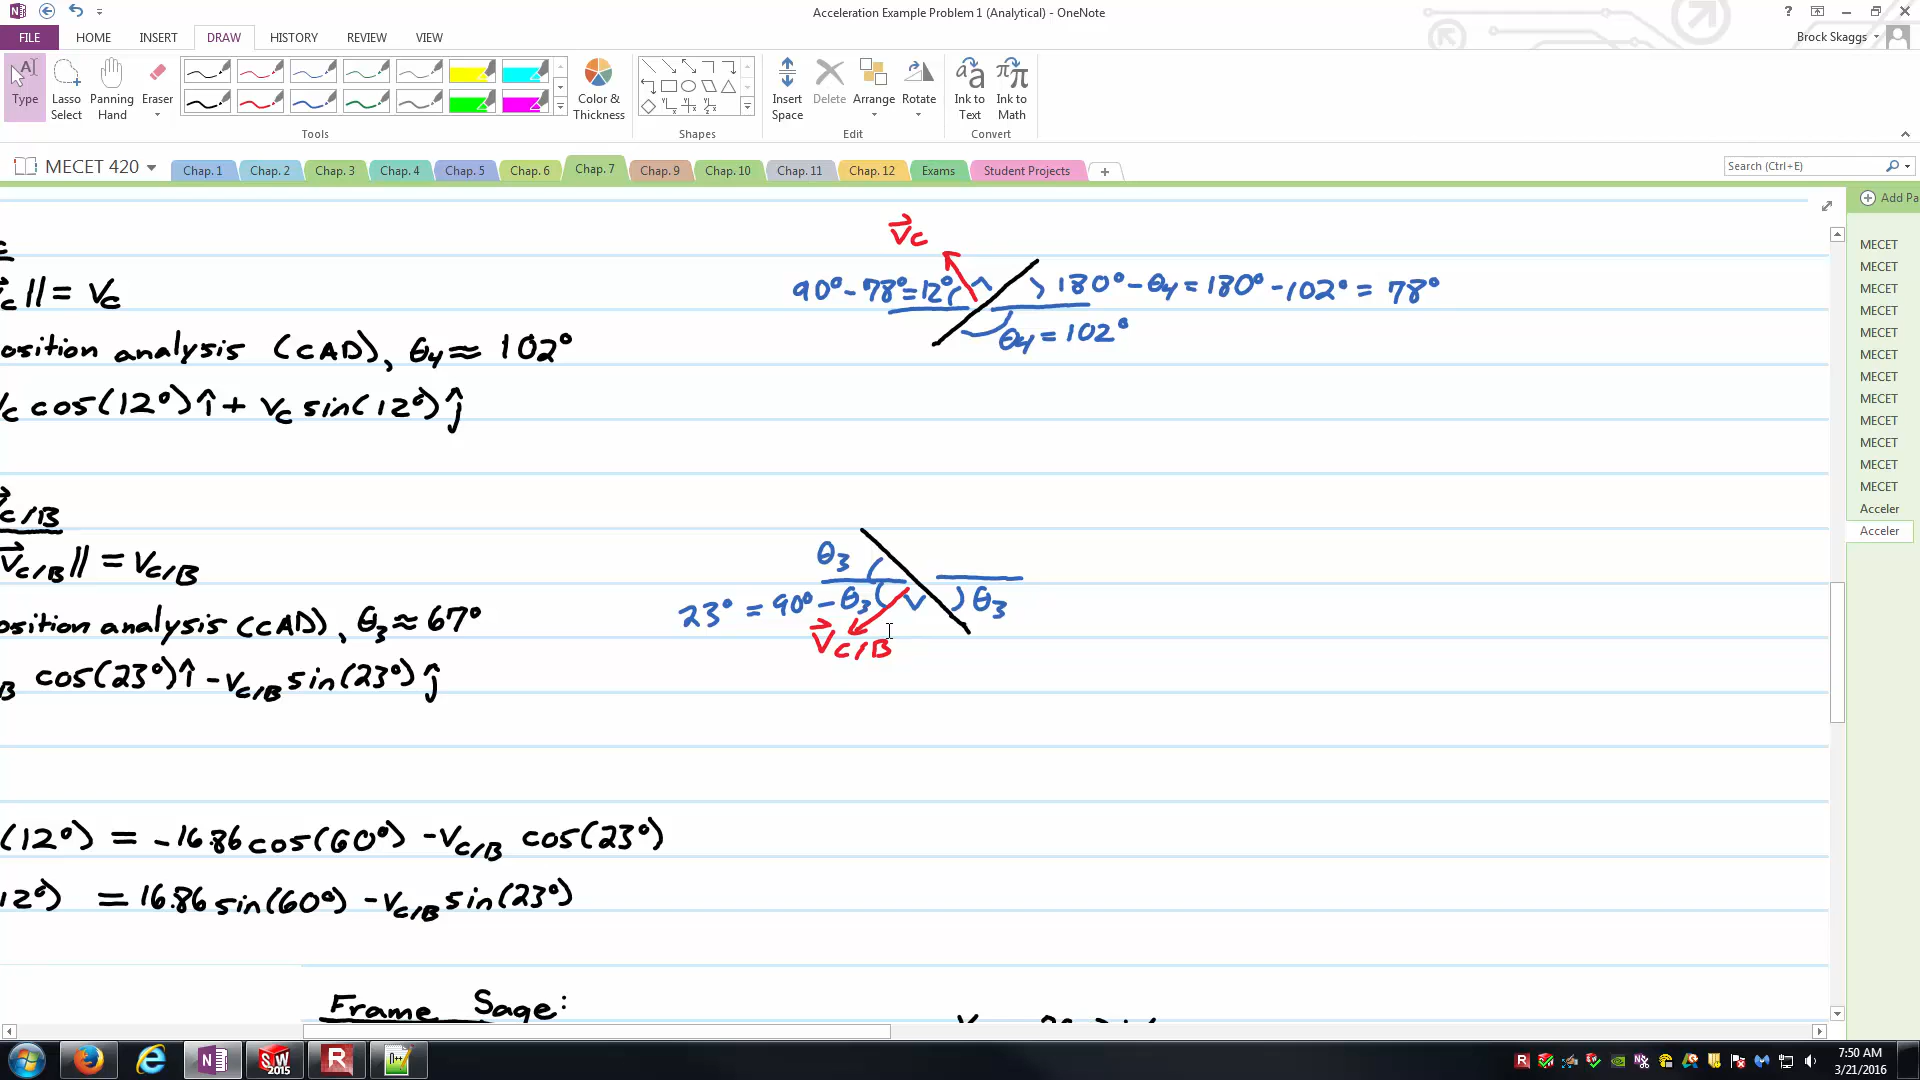 Acceleration Example Problem 1 (Analytical) - OneNote
FILE HOME INSERT DRAW HISTORY REVIEW VIEW
Brock Skaggs
Type Lasso Select Panning Hand Eraser
Color & Thickness
Insert Space Delete Arrange Rotate
Ink to Text Ink to Math
Tools Shapes Edit Convert
MECET 420 Chap. 1 Chap. 2 Chap. 3 Chap. 4 Chap. 5 Chap. 6 Chap. 7 Chap. 9 Chap. 10 Chap. 11 Chap. 12 Exams Student Projects
Search (Ctrl+E)
Add Pa
MECET
MECET
MECET
MECET
MECET
MECET
MECET
MECET
MECET
MECET
MECET
MECET
Acceler
Acceler
c
c // = Vc
osition analysis (CAD), θ4 ≈ 102°
c cos(12°)î + Vc sin(12°)ĵ
V⃗c
90° - 78° = 12°
180° - θ4 = 180° - 102° = 78°
θ4 = 102°
C/B
V⃗C/B // = VC/B
osition analysis (CAD), θ3 ≈ 67°
B cos(23°)î - VC/B sin(23°)ĵ
θ3
23° = 90° - θ3
θ3
V⃗C/B
(12°) = -16.86 cos(60°) - VC/B cos(23°)
12°) = 16.86 sin(60°) - VC/B sin(23°)
Frame Sage:
7:50 AM
3/21/2016